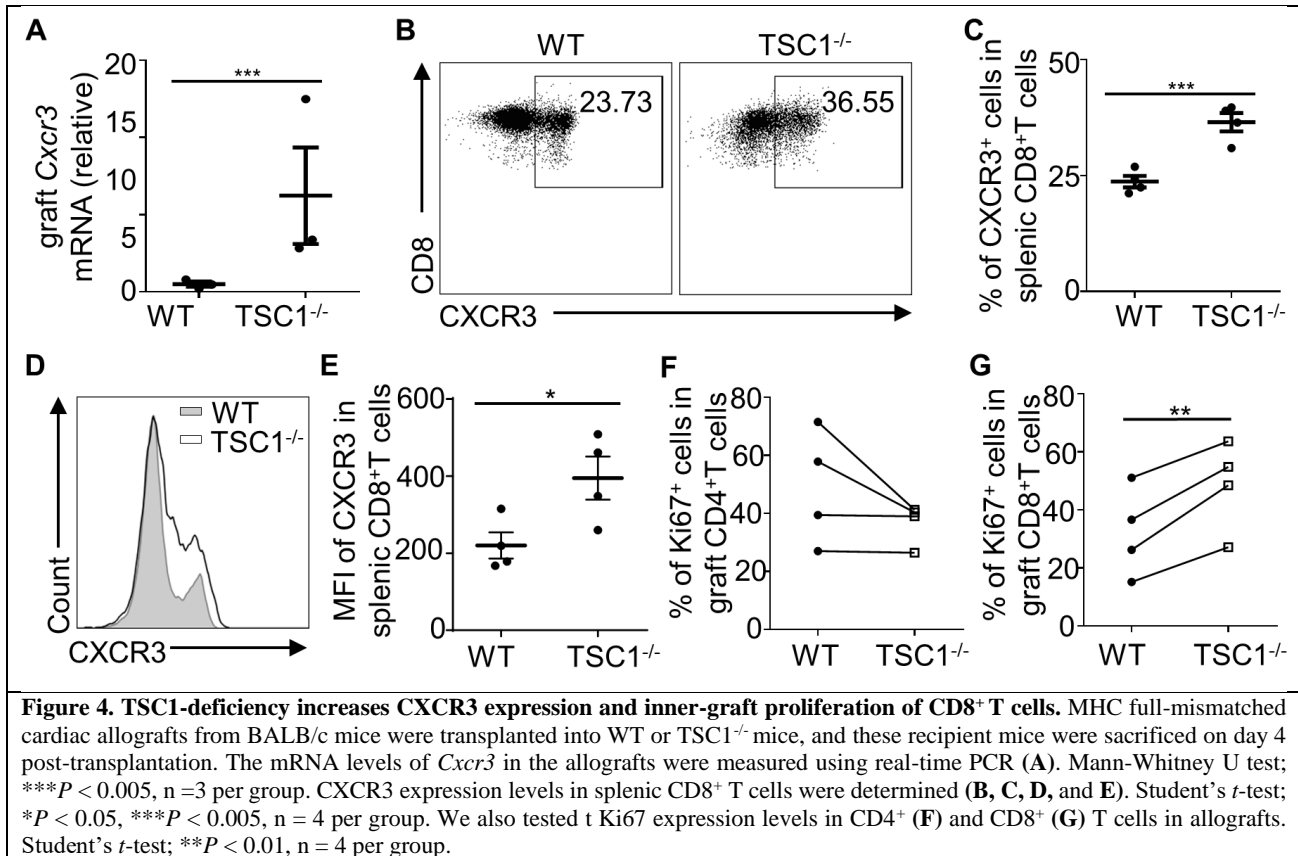 A
graft Cxcr3
mRNA (relative)
20
15
10
5
0
***
WT TSC1-/-
B
WT
TSC1-/-
23.73
36.55
CD8
CXCR3
C
% of CXCR3+ cells in
splenic CD8+T cells
50
25
0
***
WT TSC1-/-
D
WT
TSC1-/-
Count
CXCR3
E
MFI of CXCR3 in
splenic CD8+T cells
600
400
200
0
*
WT TSC1-/-
F
% of Ki67+ cells in
graft CD4+T cells
80
60
40
20
0
WT TSC1-/-
G
% of Ki67+ cells in
graft CD8+T cells
80
60
40
20
0
**
WT TSC1-/-
Figure 4. TSC1-deficiency increases CXCR3 expression and inner-graft proliferation of CD8+ T cells. MHC full-mismatched
cardiac allografts from BALB/c mice were transplanted into WT or TSC1-/- mice, and these recipient mice were sacrificed on day 4
post-transplantation. The mRNA levels of Cxcr3 in the allografts were measured using real-time PCR (A). Mann-Whitney U test;
***P < 0.005, n =3 per group. CXCR3 expression levels in splenic CD8+ T cells were determined (B, C, D, and E). Student's t-test;
*P < 0.05, ***P < 0.005, n = 4 per group. We also tested t Ki67 expression levels in CD4+ (F) and CD8+ (G) T cells in allografts.
Student's t-test; **P < 0.01, n = 4 per group.